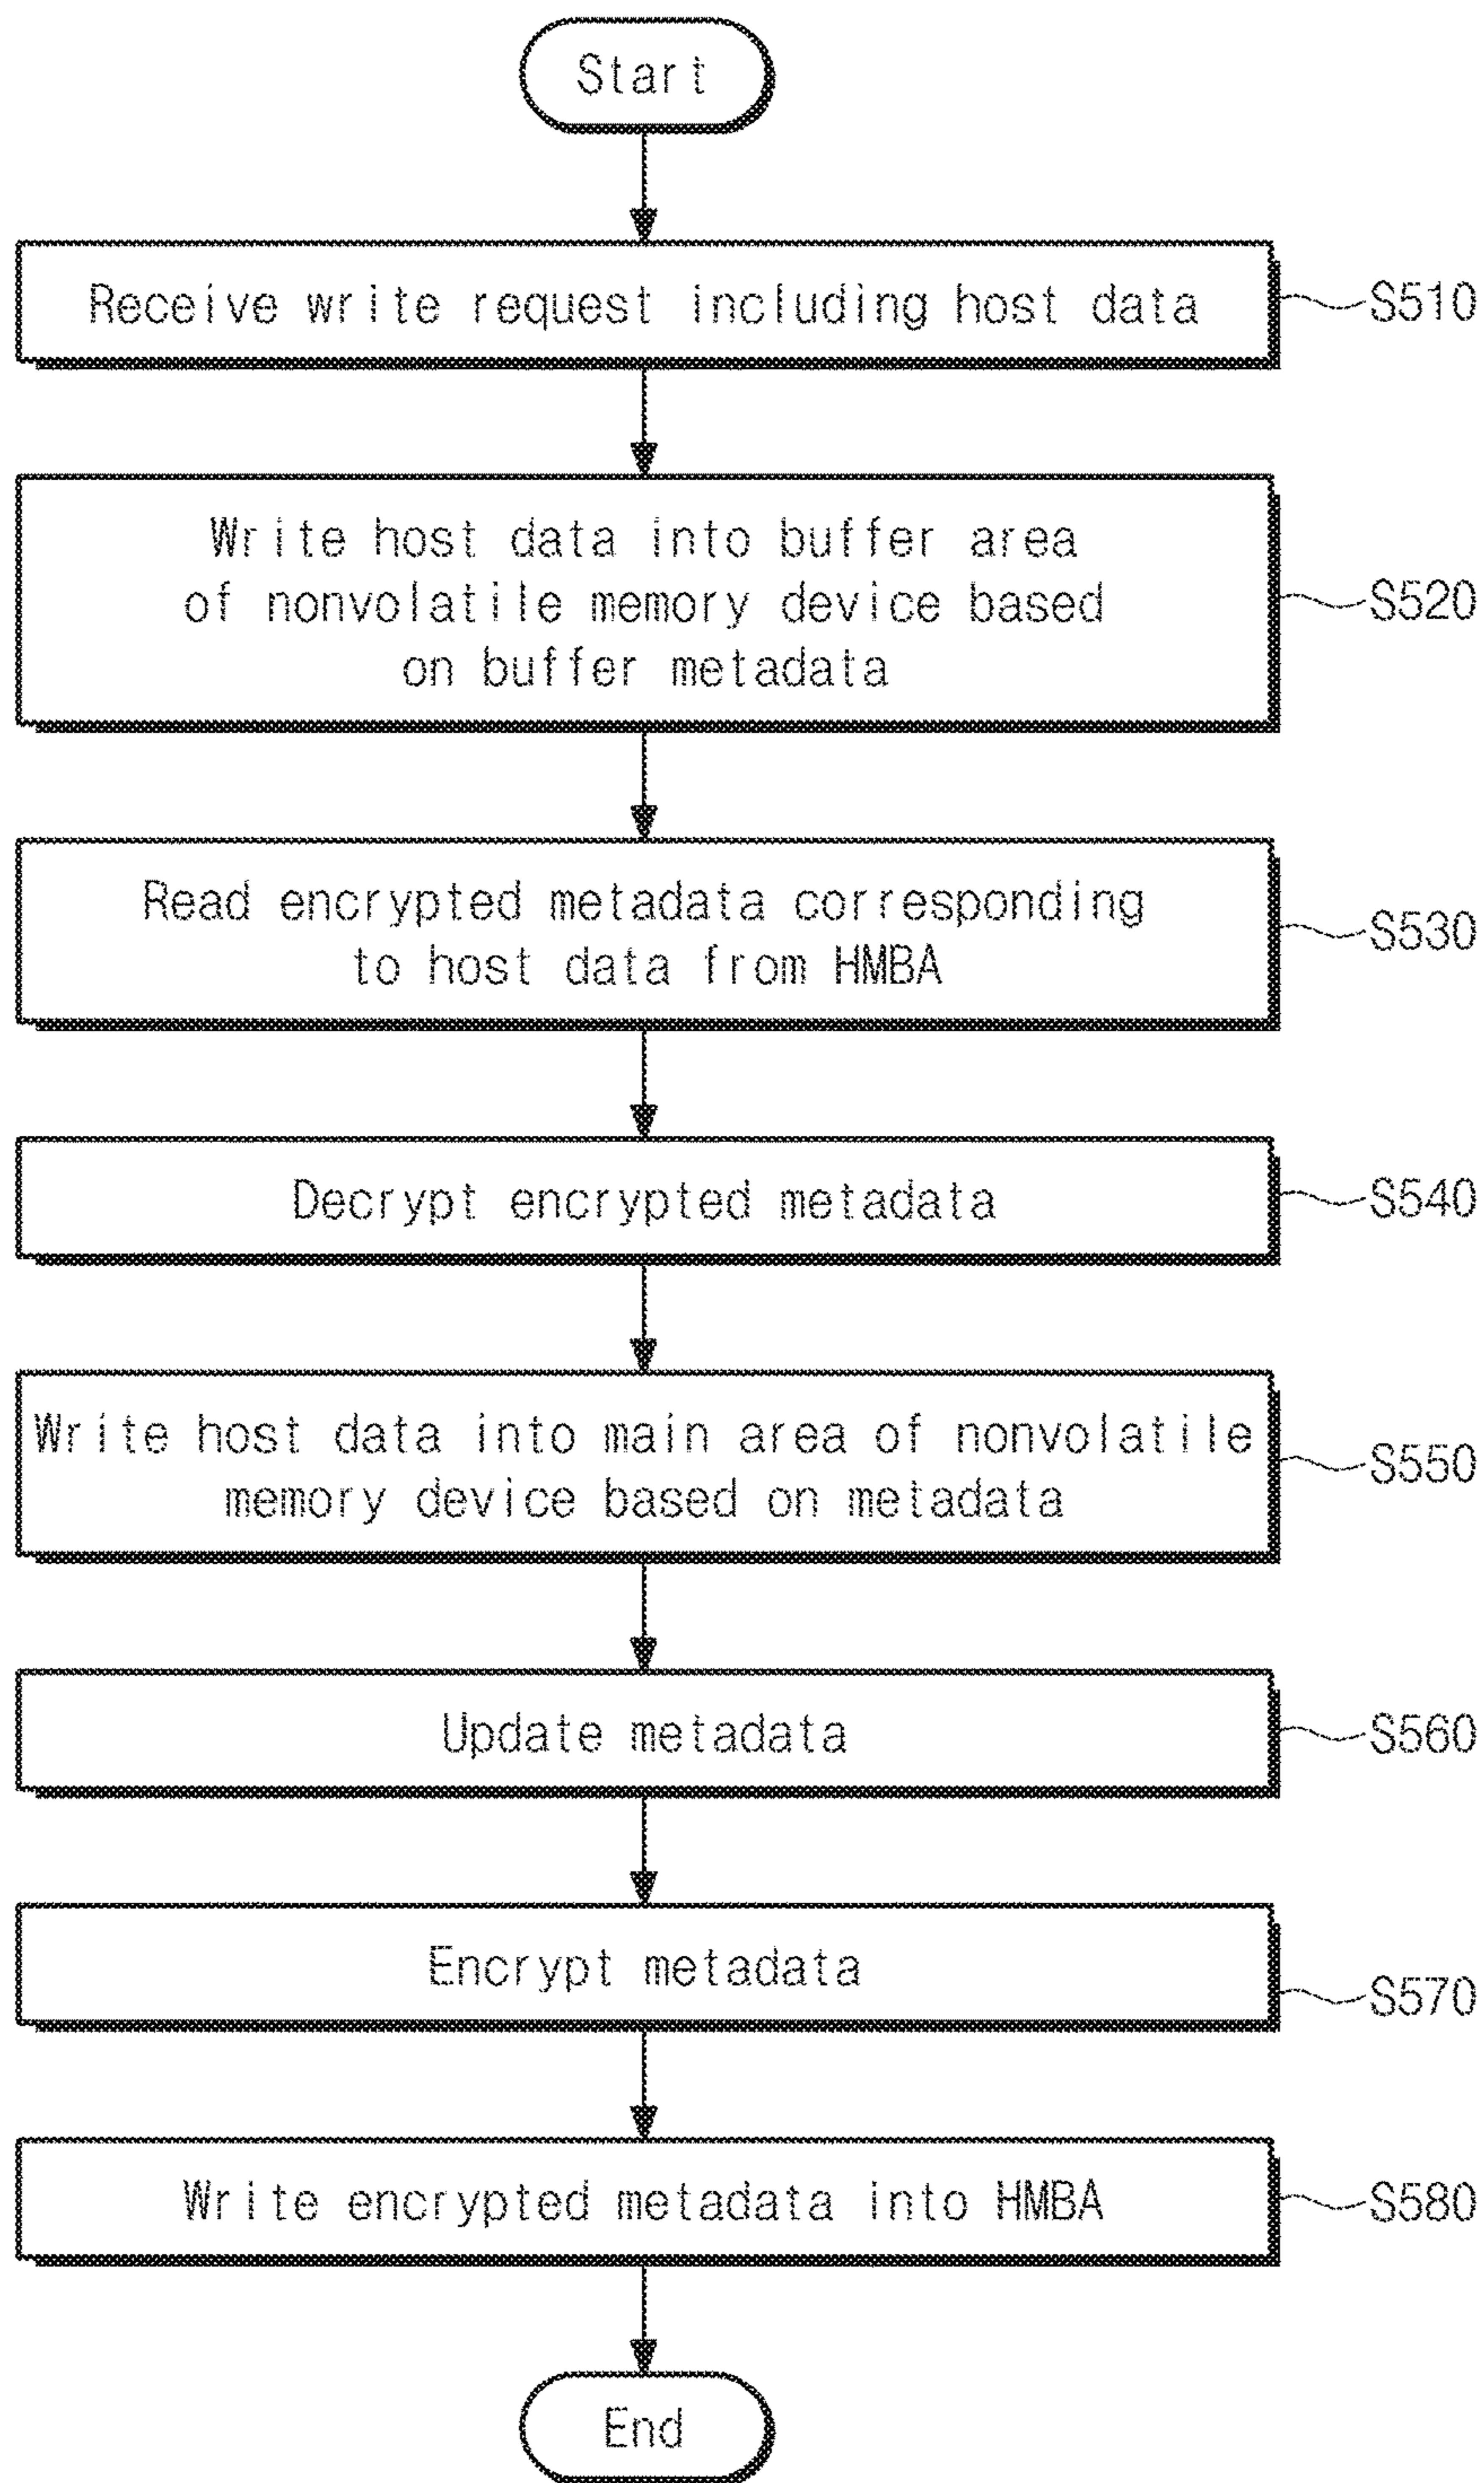 Start
Receive write request including host data
S510
Write host data into buffer area
of nonvolatile memory device based
on buffer metadata
S520
Read encrypted metadata corresponding
to host data from HMBA
S530
Decrypt encrypted metadata
S540
Write host data into main area of nonvolatile
memory device based on metadata
S550
Update metadata
S560
Encrypt metadata
S570
Write encrypted metadata into HMBA
S580
End